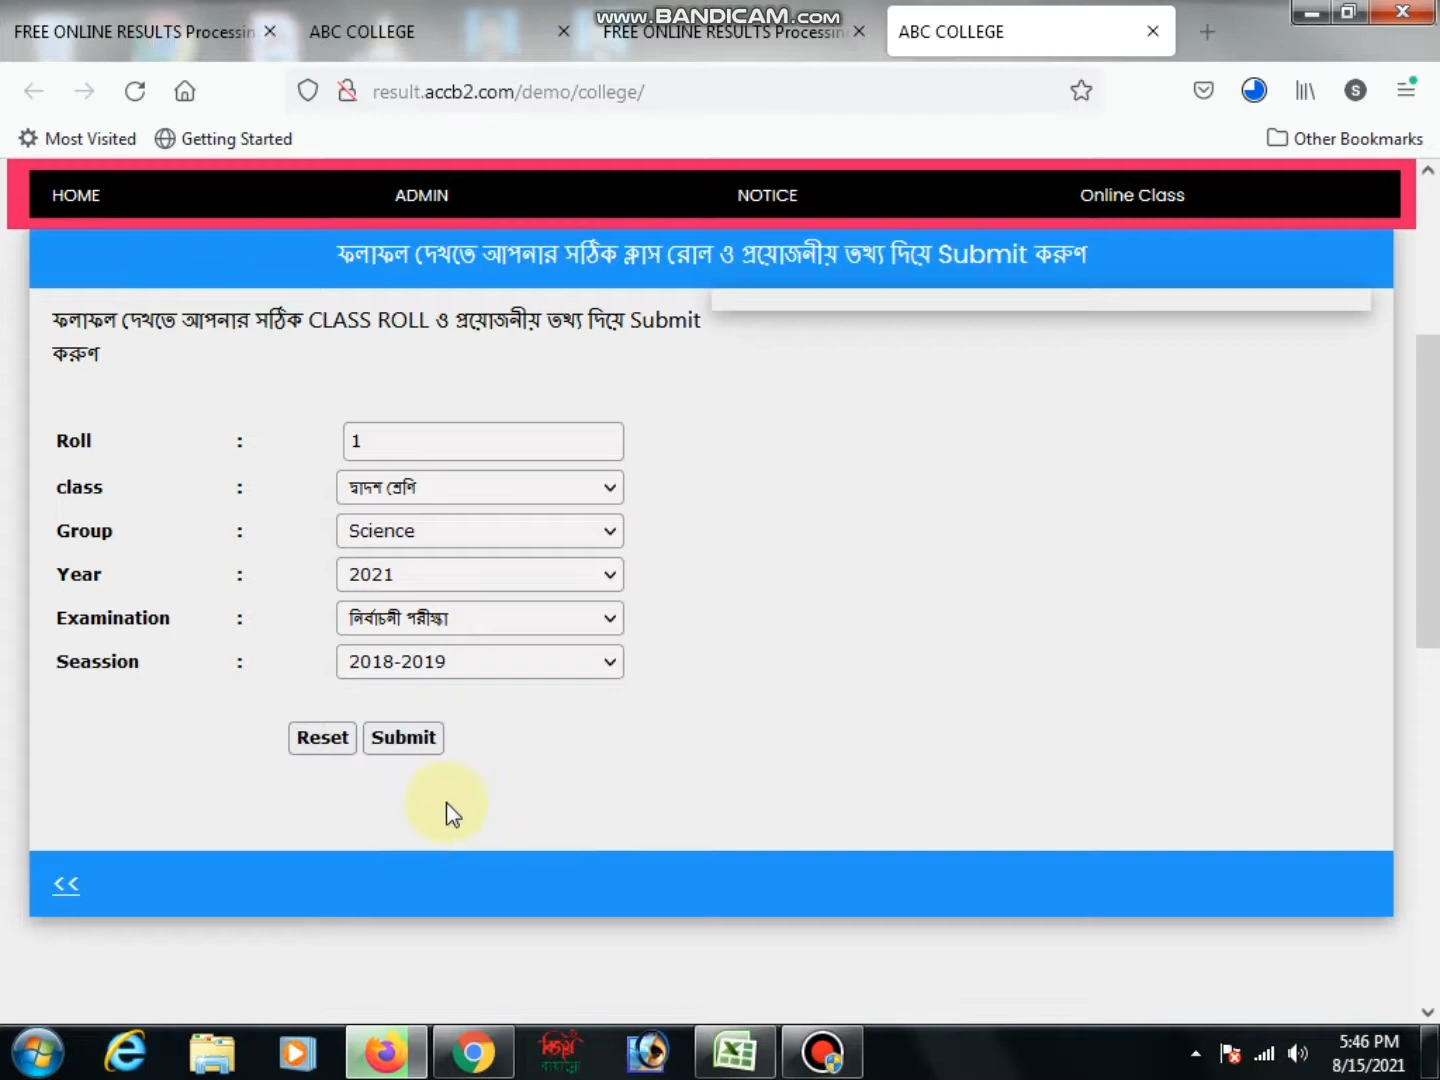 www.BANDICAM.com
FREE ONLINE RESULTS Processin
ABC COLLEGE
FREE ONLINE RESULTS Processin
ABC COLLEGE
result.accb2.com/demo/college/
S
Most Visited
Getting Started
Other Bookmarks
HOME
ADMIN
NOTICE
Online Class
ফলাফল দেখতে আপনার সঠিক ক্লাস রোল ও প্রয়োজনীয় তথ্য দিয়ে Submit করুণ
ফলাফল দেখতে আপনার সঠিক CLASS ROLL ও প্রয়োজনীয় তথ্য দিয়ে Submit
করুণ
Roll : 1
class : দ্বাদশ শ্রেণি
Group : Science
Year : 2021
Examination : নির্বাচনী পরীক্ষা
Seassion : 2018-2019
Reset Submit
<<
বিজয়
বায়ান্নো
5:46 PM
8/15/2021